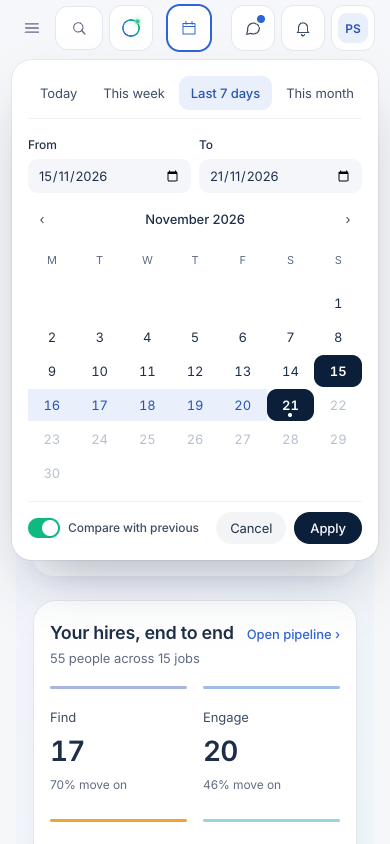 PS
Today This week Last 7 days This month
From To
15/11/2026 21/11/2026
‹ November 2026 ›
M T W T F S S
1
2 3 4 5 6 7 8
9 10 11 12 13 14 15
16 17 18 19 20 21 22
23 24 25 26 27 28 29
30
Compare with previous Cancel Apply
Your hires, end to end Open pipeline ›
55 people across 15 jobs
Find Engage
17 20
70% move on 46% move on